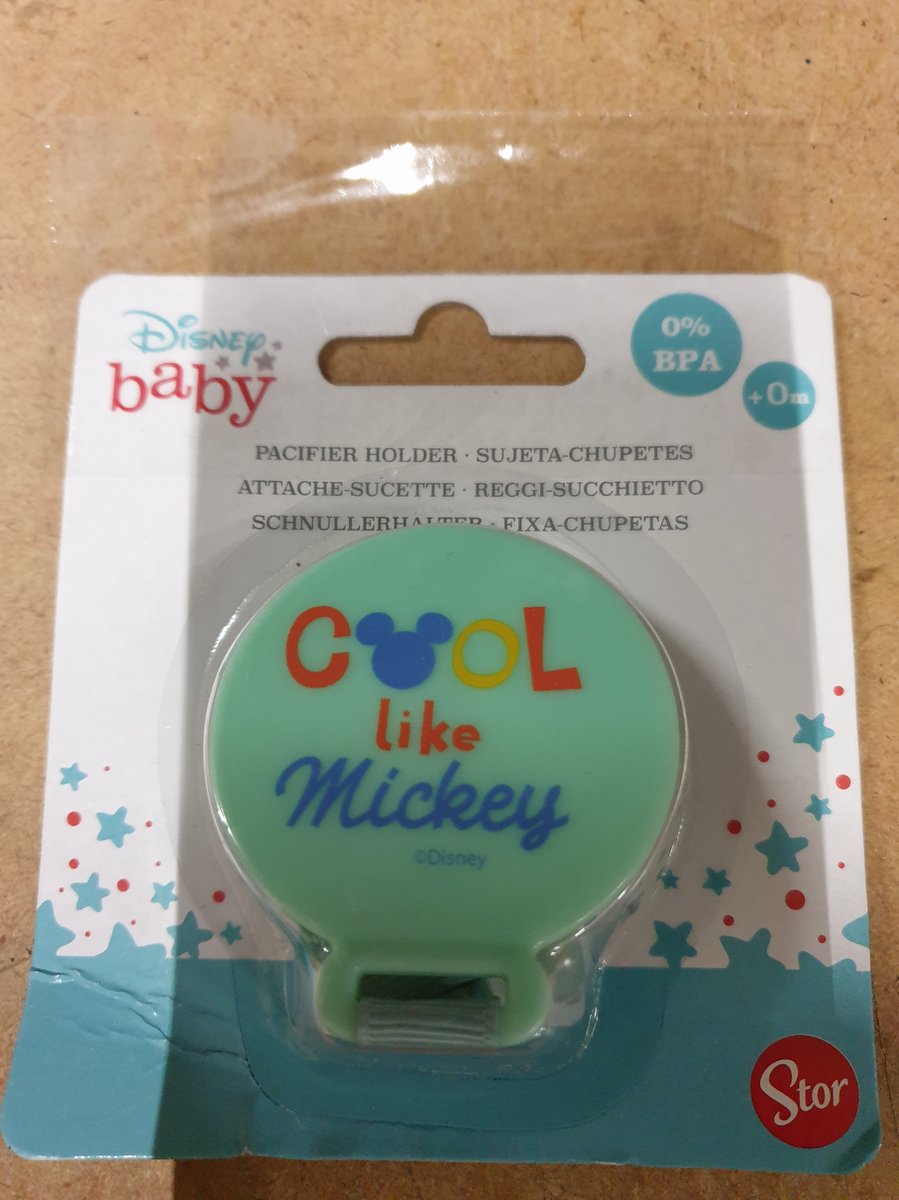 Disney
baby
0%
BPA
+0m
PACIFIER HOLDER · SUJETA-CHUPETES
ATTACHE-SUCETTE · REGGI-SUCCHIETTO
SCHNULLERHALTER · FIXA-CHUPETAS
COOL
like
Mickey
©Disney
Stor